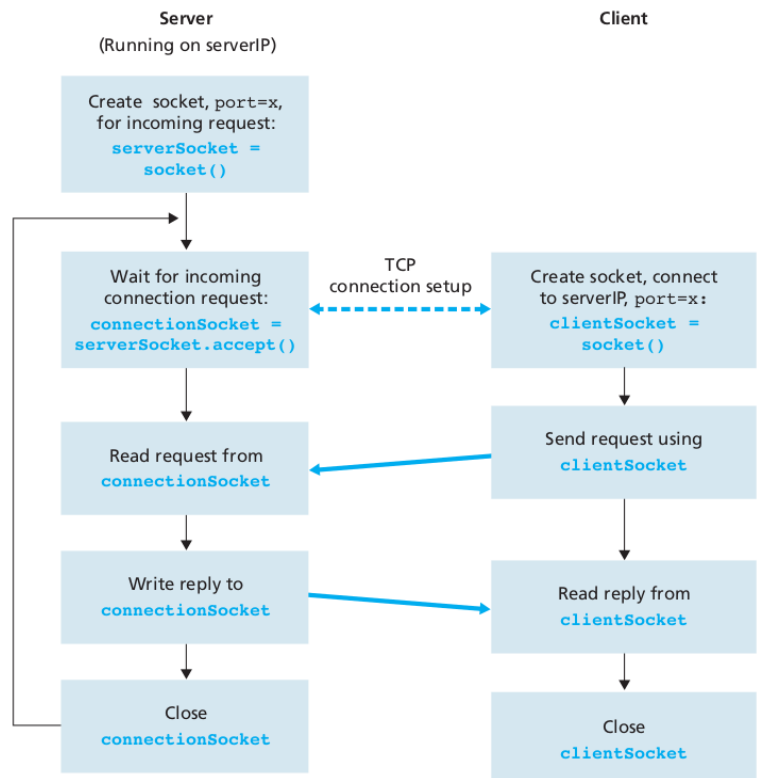 Server
(Running on serverIP)
Client
Create socket, port=x,
for incoming request:
serverSocket =
socket()
Wait for incoming
connection request:
connectionSocket =
serverSocket.accept()
TCP
connection setup
Create socket, connect
to serverIP, port=x:
clientSocket =
socket()
Read request from
connectionSocket
Send request using
clientSocket
Write reply to
connectionSocket
Read reply from
clientSocket
Close
connectionSocket
Close
clientSocket